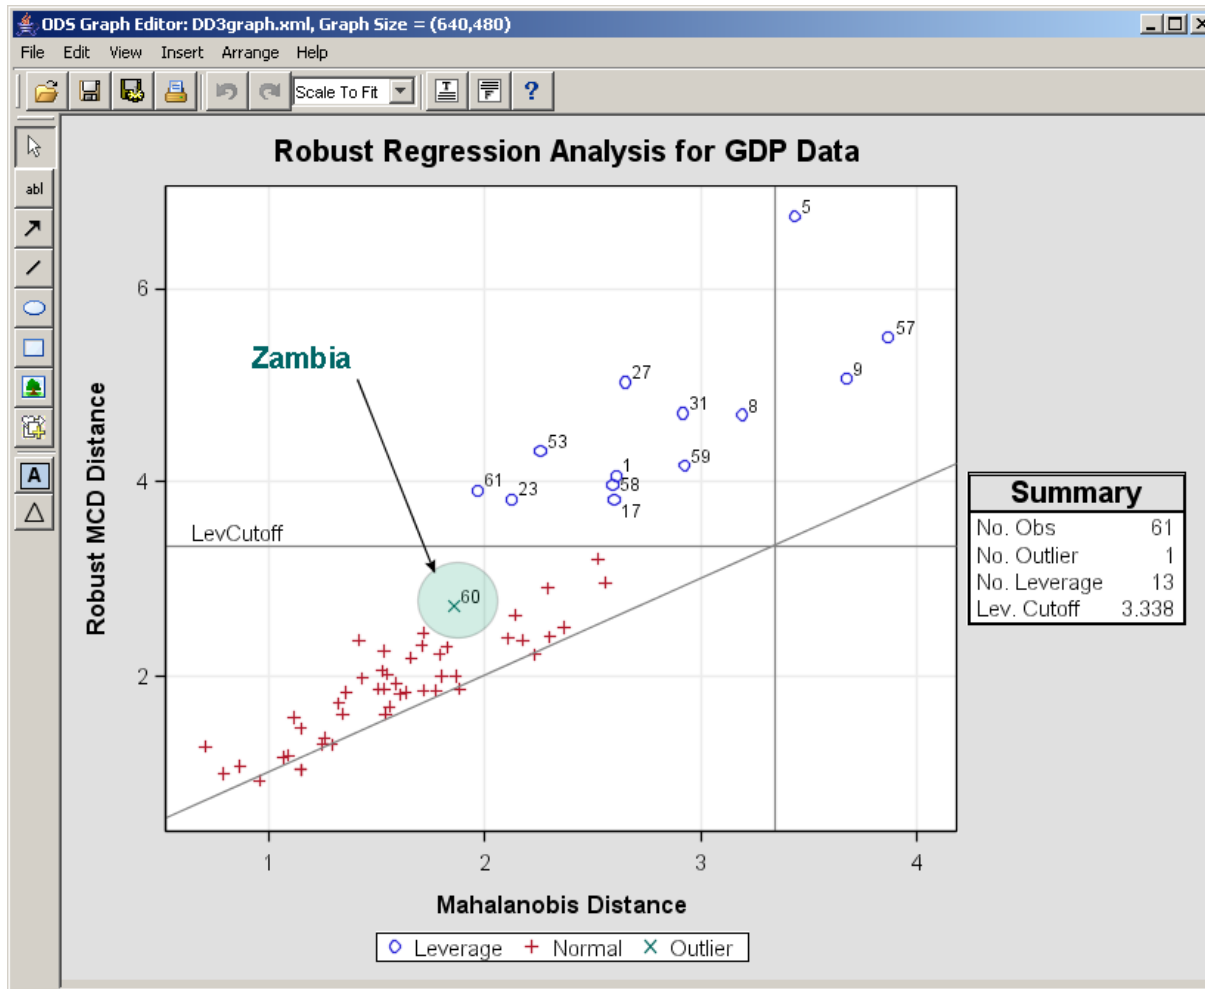 ODS Graph Editor: DD3graph.xml, Graph Size = (640,480)
File Edit View Insert Arrange Help
Scale To Fit T ?
abl
A
Robust Regression Analysis for GDP Data
5
6
57
Zambia
27
9
31
8
53
59
1
4
61
23
58
17
LevCutoff
60
2
1 2 3 4
Robust MCD Distance
Mahalanobis Distance
Leverage Normal Outlier
Summary
No. Obs 61
No. Outlier 1
No. Leverage 13
Lev. Cutoff 3.338